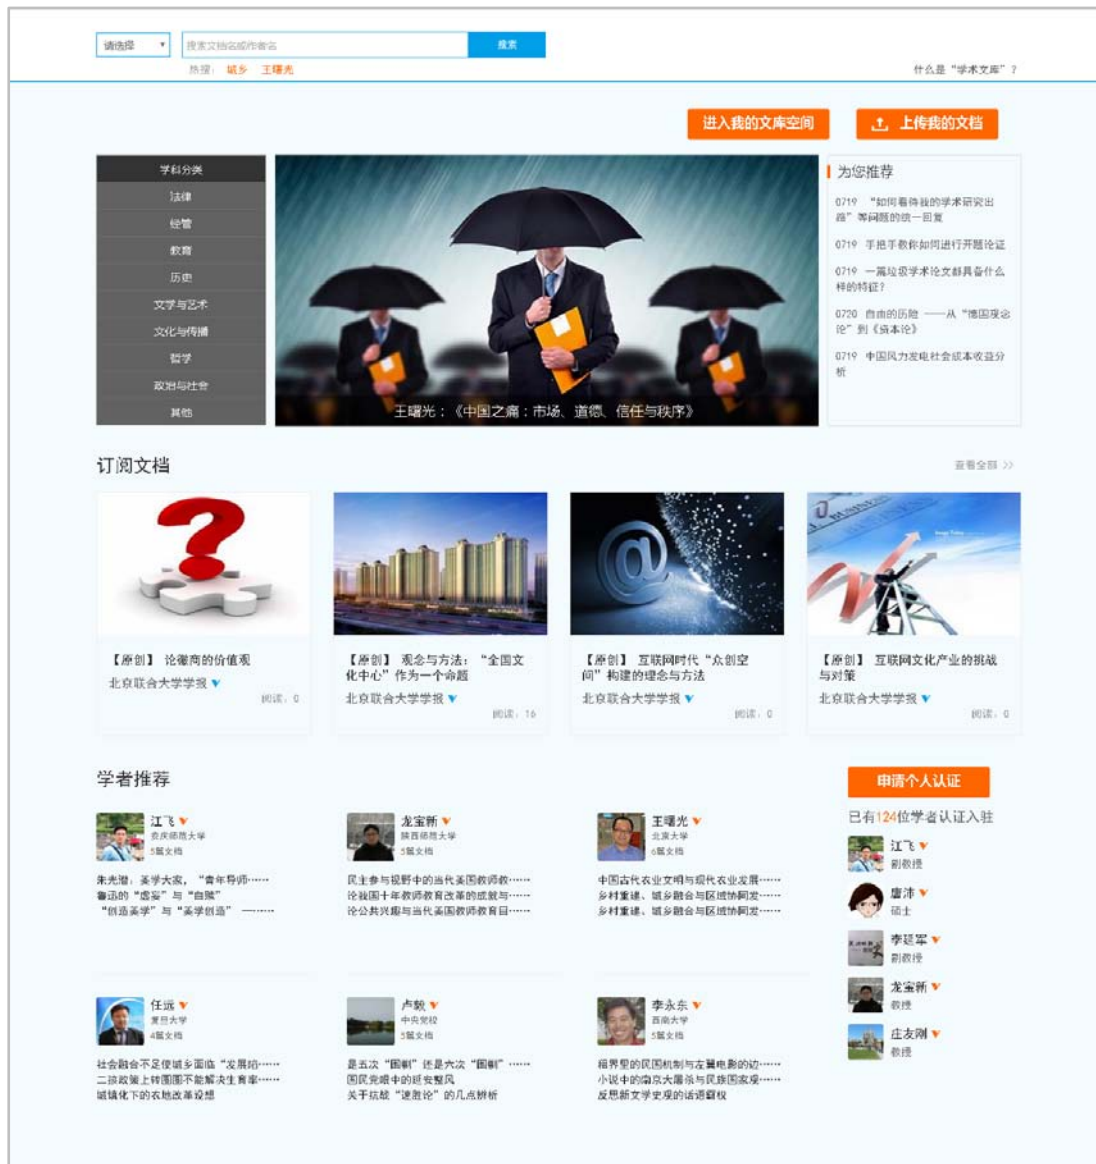 请选择
搜索文档名或作者名
搜索
热搜： 城乡 王曙光
什么是“学术文库”？
进入我的文库空间
上传我的文档
学科分类
法律
经管
教育
历史
文学与艺术
文化与传播
哲学
政治与社会
其他
王曙光：《中国之痛：市场、道德、信任与秩序》
为您推荐
0719 “如何看待我的学术研究出
路”等问题的统一回复
0719 手把手教你如何进行开题论证
0719 一篇垃圾学术论文都具备什么
样的特征？
0720 自由的历险 ——从“德国观念
论”到《资本论》
0719 中国风力发电社会成本收益分
析
订阅文档
查看全部 >>
【原创】 论徽商的价值观
北京联合大学学报
阅读：0
【原创】 观念与方法：“全国文
化中心”作为一个命题
北京联合大学学报
阅读：16
【原创】 互联网时代“众创空
间”构建的理念与方法
北京联合大学学报
阅读：0
【原创】 互联网文化产业的挑战
与对策
北京联合大学学报
阅读：0
学者推荐
江飞
安庆师范大学
5篇文档
朱光潜：美学大家，“青年导师……
鲁迅的“虚妄”与“自赎”
“创造美学”与“美学创造” ———
龙宝新
陕西师范大学
5篇文档
民主参与视野中的当代美国教师教……
论我国十年教师教育改革的成就与……
论公共兴趣与当代美国教师教育目……
王曙光
北京大学
6篇文档
中国古代农业文明与现代农业发展……
乡村重建、城乡融合与区域协同发……
乡村重建、城乡融合与区域协同发……
任远
复旦大学
4篇文档
社会融合不足使城乡面临“发展陷……
二孩政策上转圈圈不能解决生育率……
城镇化下的农地改革设想
卢毅
中央党校
5篇文档
是五次“围剿”还是六次“围剿”……
国民党眼中的延安整风
关于抗战“速胜论”的几点辨析
李永东
西南大学
5篇文档
租界里的民国机制与左翼电影的边……
小说中的南京大屠杀与民族国家观……
反思新文学史观的话语霸权
申请个人认证
已有124位学者认证入驻
江飞
副教授
唐沛
硕士
李延军
副教授
龙宝新
教授
庄友刚
教授